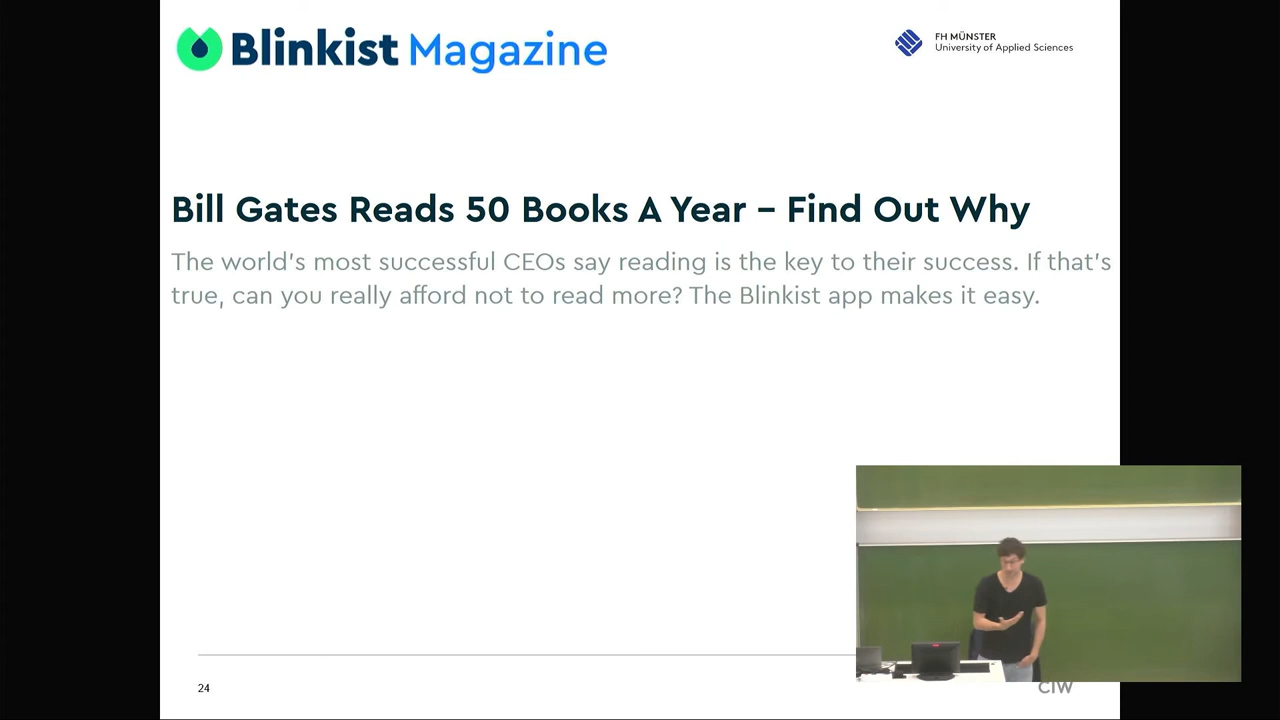 Blinkist Magazine
FH MÜNSTER
University of Applied Sciences
Bill Gates Reads 50 Books A Year – Find Out Why
The world's most successful CEOs say reading is the key to their success. If that's
true, can you really afford not to read more? The Blinkist app makes it easy.
24
CIW